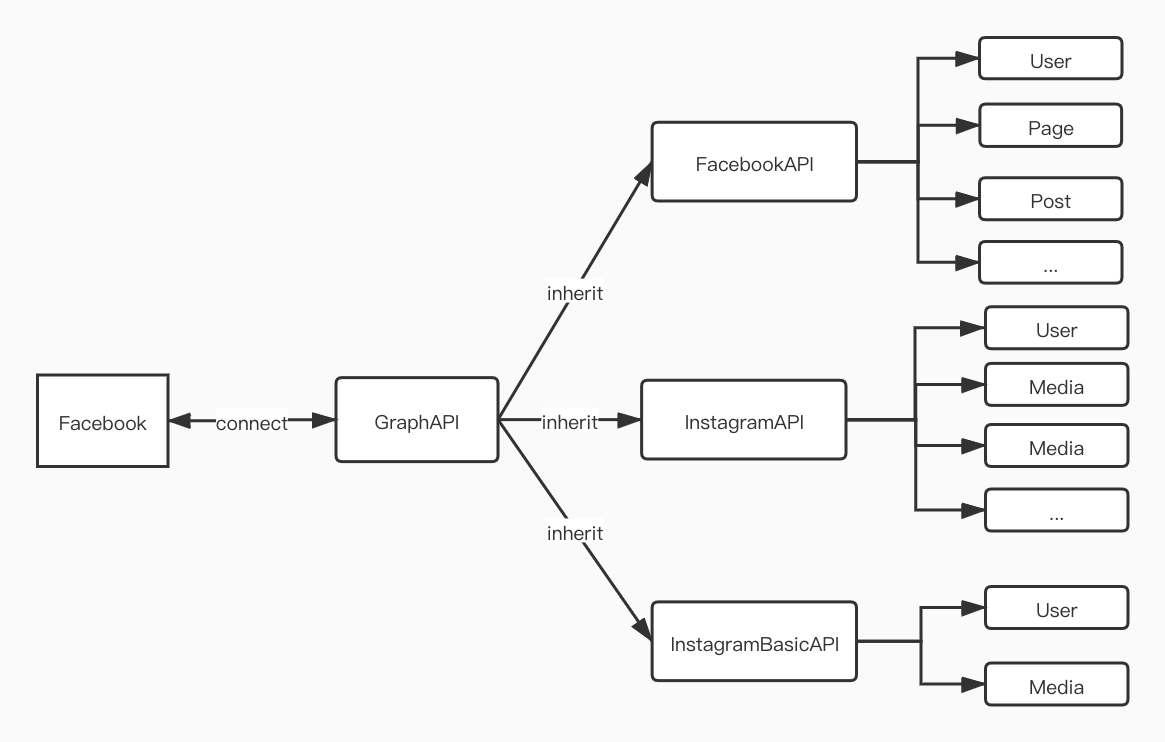 Facebook
connect
GraphAPI
inherit
inherit
inherit
FacebookAPI
User
Page
Post
...
InstagramAPI
User
Media
Media
...
InstagramBasicAPI
User
Media